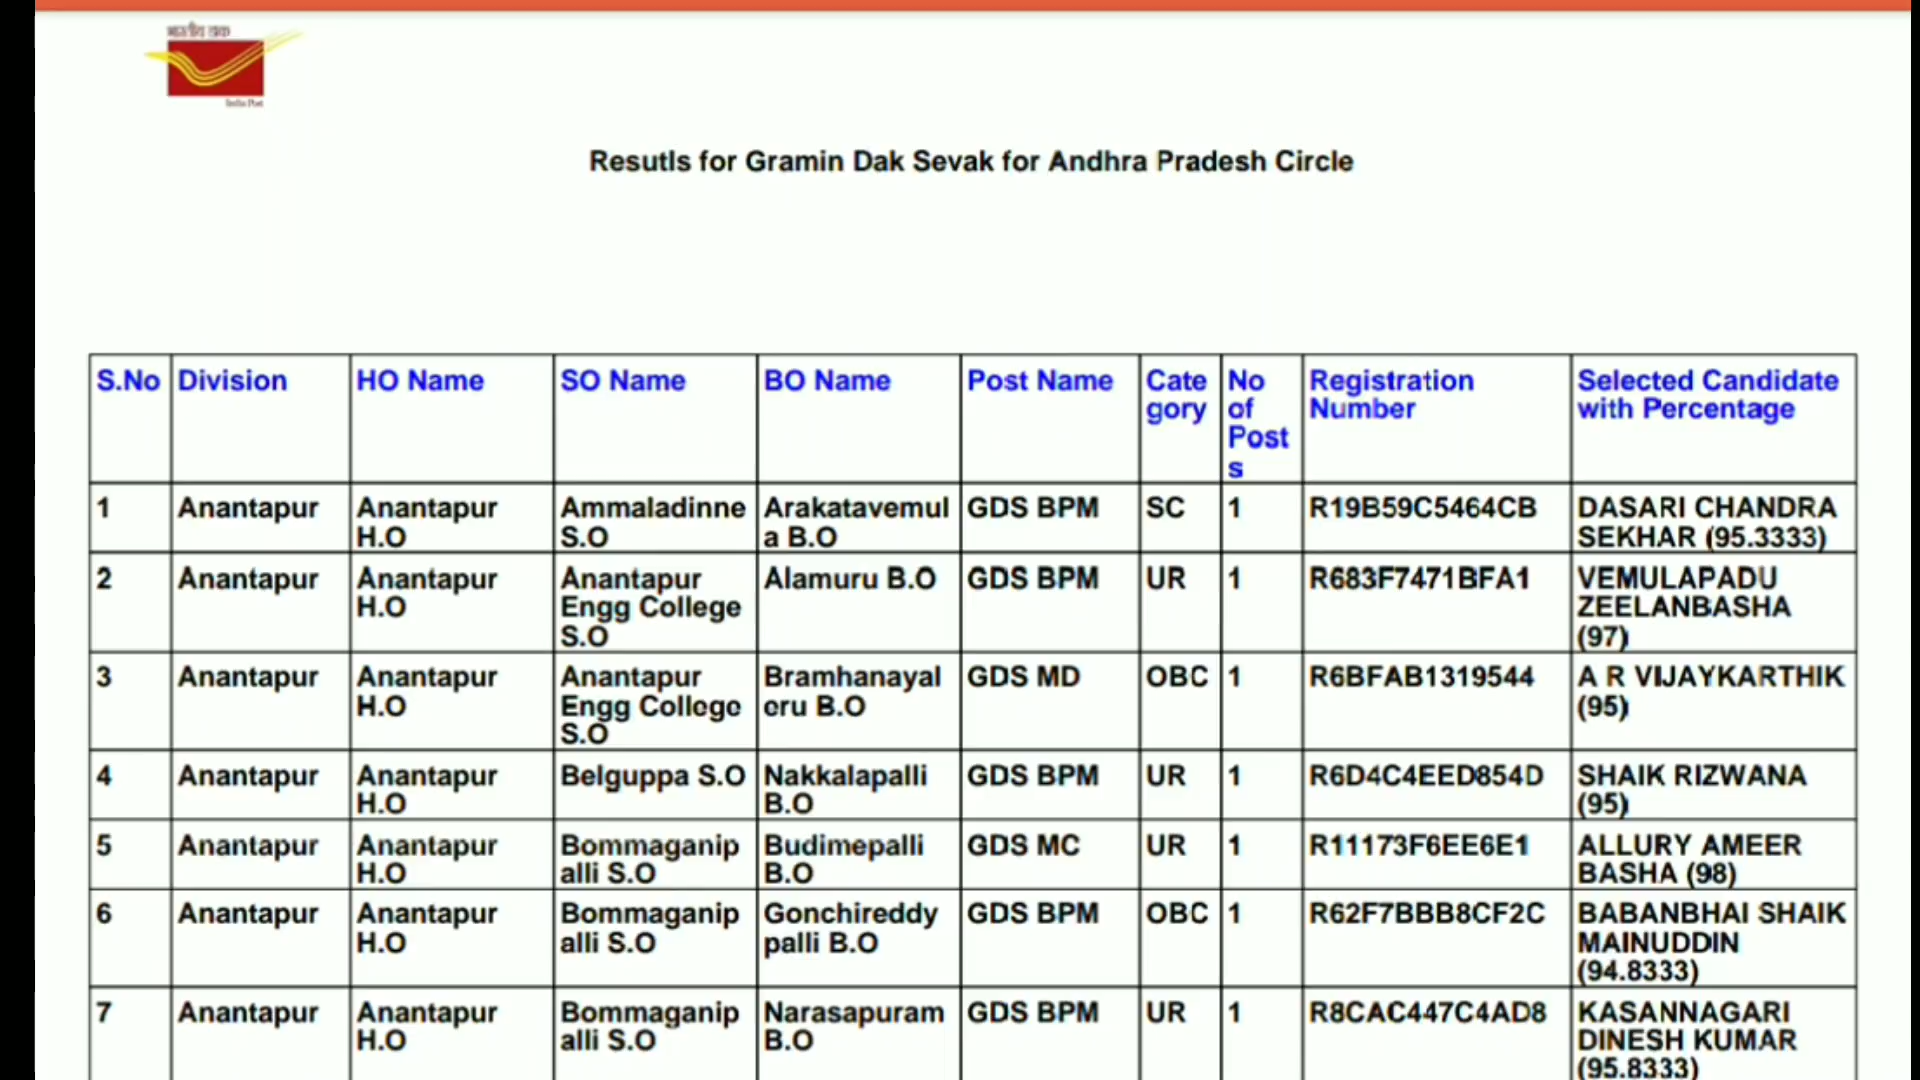 भारतीय डाक
India Post
Resutls for Gramin Dak Sevak for Andhra Pradesh Circle
S.No Division HO Name SO Name BO Name Post Name Cate No Registration Selected Candidate
gory of Number with Percentage
Post
s
1 Anantapur Anantapur Ammaladinne Arakatavemul GDS BPM SC 1 R19B59C5464CB DASARI CHANDRA
H.O S.O a B.O SEKHAR (95.3333)
2 Anantapur Anantapur Anantapur Alamuru B.O GDS BPM UR 1 R683F7471BFA1 VEMULAPADU
H.O Engg College ZEELANBASHA
S.O (97)
3 Anantapur Anantapur Anantapur Bramhanayal GDS MD OBC 1 R6BFAB1319544 A R VIJAYKARTHIK
H.O Engg College eru B.O (95)
S.O
4 Anantapur Anantapur Belguppa S.O Nakkalapalli GDS BPM UR 1 R6D4C4EED854D SHAIK RIZWANA
H.O B.O (95)
5 Anantapur Anantapur Bommaganip Budimepalli GDS MC UR 1 R11173F6EE6E1 ALLURY AMEER
H.O alli S.O B.O BASHA (98)
6 Anantapur Anantapur Bommaganip Gonchireddy GDS BPM OBC 1 R62F7BBB8CF2C BABANBHAI SHAIK
H.O alli S.O palli B.O MAINUDDIN
(94.8333)
7 Anantapur Anantapur Bommaganip Narasapuram GDS BPM UR 1 R8CAC447C4AD8 KASANNAGARI
H.O alli S.O B.O DINESH KUMAR
(95.8333)